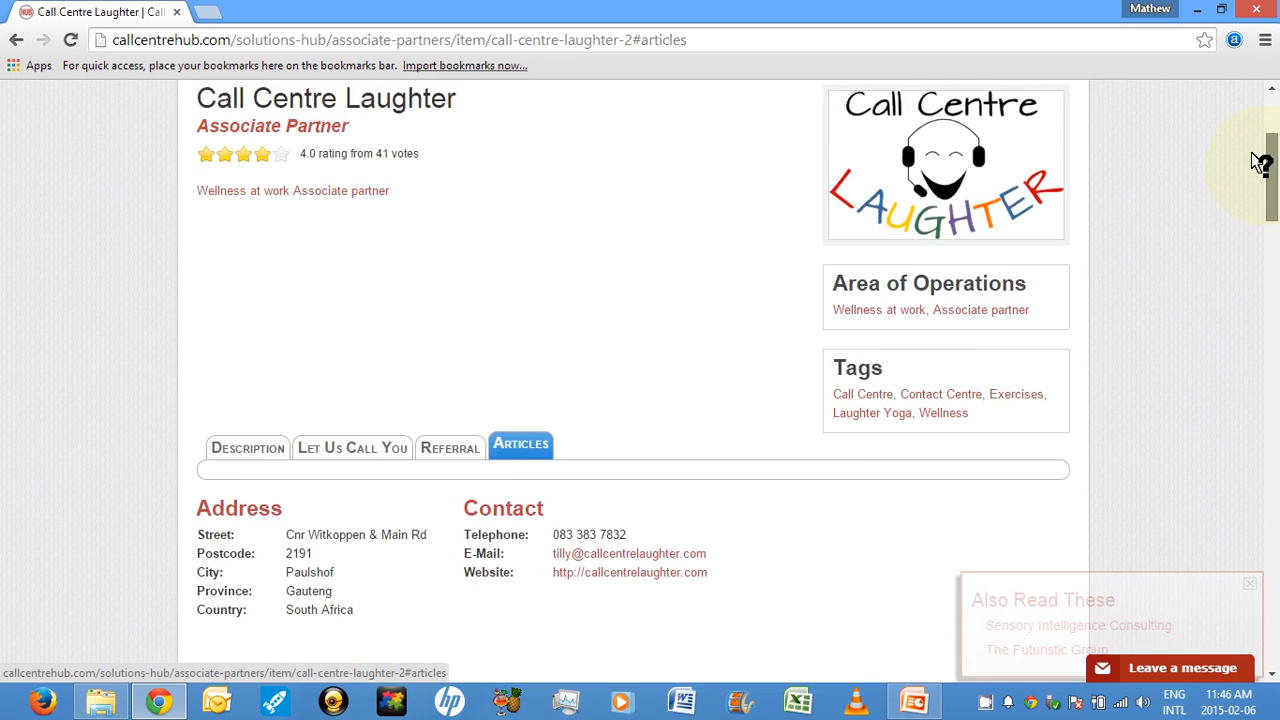 Call Centre Laughter | Cal
Mathew
callcentrehub.com/solutions-hub/associate-partners/item/call-centre-laughter-2#articles
Apps For quick access, place your bookmarks here on the bookmarks bar. Import bookmarks now...
Call Centre Laughter
Associate Partner
4.0 rating from 41 votes
Wellness at work Associate partner
Call Centre
LAUGHTER
Area of Operations
Wellness at work, Associate partner
Tags
Call Centre, Contact Centre, Exercises,
Laughter Yoga, Wellness
Description Let Us Call You Referral Articles
Address
Street: Cnr Witkoppen & Main Rd
Postcode: 2191
City: Paulshof
Province: Gauteng
Country: South Africa
Contact
Telephone: 083 383 7832
E-Mail: tilly@callcentrelaughter.com
Website: http://callcentrelaughter.com
Also Read These
Sensory Intelligence Consulting
The Futuristic Group
Leave a message
callcentrehub.com/solutions-hub/associate-partners/item/call-centre-laughter-2#articles
ENG 11:46 AM
INTL 2015-02-06